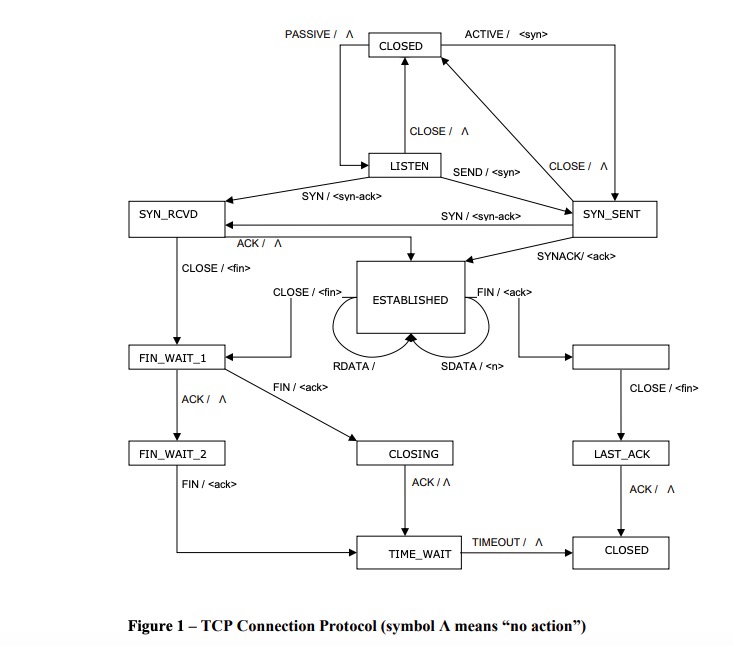 PASSIVE / Λ
CLOSED
ACTIVE / <syn>
CLOSE / Λ
LISTEN
SEND / <syn>
CLOSE / Λ
SYN / <syn-ack>
SYN_RCVD
SYN / <syn-ack>
SYN_SENT
ACK / Λ
SYNACK/ <ack>
CLOSE / <fin>
CLOSE / <fin>
ESTABLISHED
FIN / <ack>
FIN_WAIT_1
RDATA /
SDATA / <n>
FIN / <ack>
CLOSE / <fin>
ACK / Λ
FIN_WAIT_2
CLOSING
LAST_ACK
FIN / <ack>
ACK / Λ
ACK / Λ
TIME_WAIT
TIMEOUT / Λ
CLOSED
Figure 1 – TCP Connection Protocol (symbol Λ means “no action”)